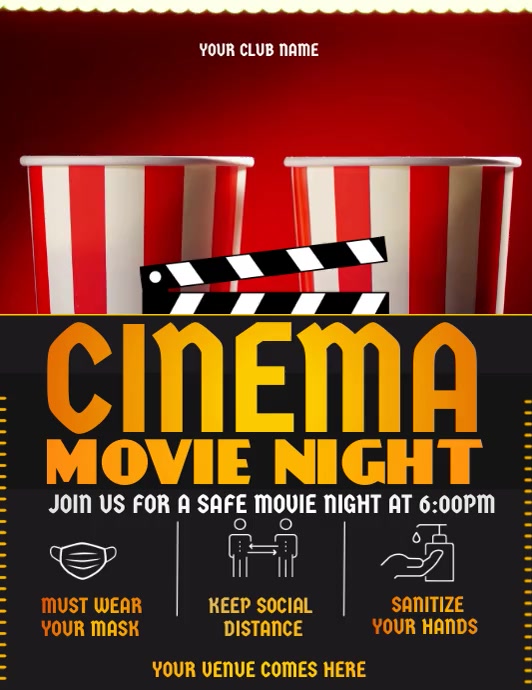 YOUR CLUB NAME
CINEMA
MOVIE NIGHT
JOIN US FOR A SAFE MOVIE NIGHT AT 6:00PM
MUST WEAR
YOUR MASK
KEEP SOCIAL
DISTANCE
SANITIZE
YOUR HANDS
YOUR VENUE COMES HERE